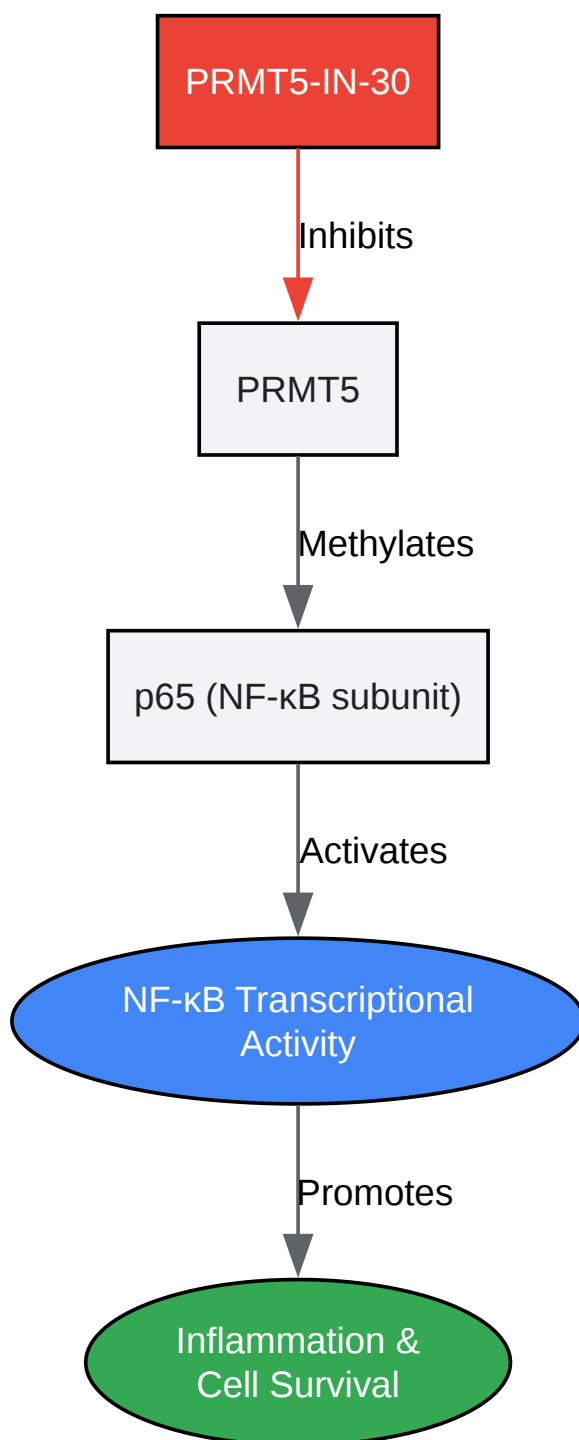 PRMT5-IN-30
Inhibits
PRMT5
Methylates
p65 (NF-κB subunit)
Activates
NF-κB Transcriptional
Activity
Promotes
Inflammation &
Cell Survival